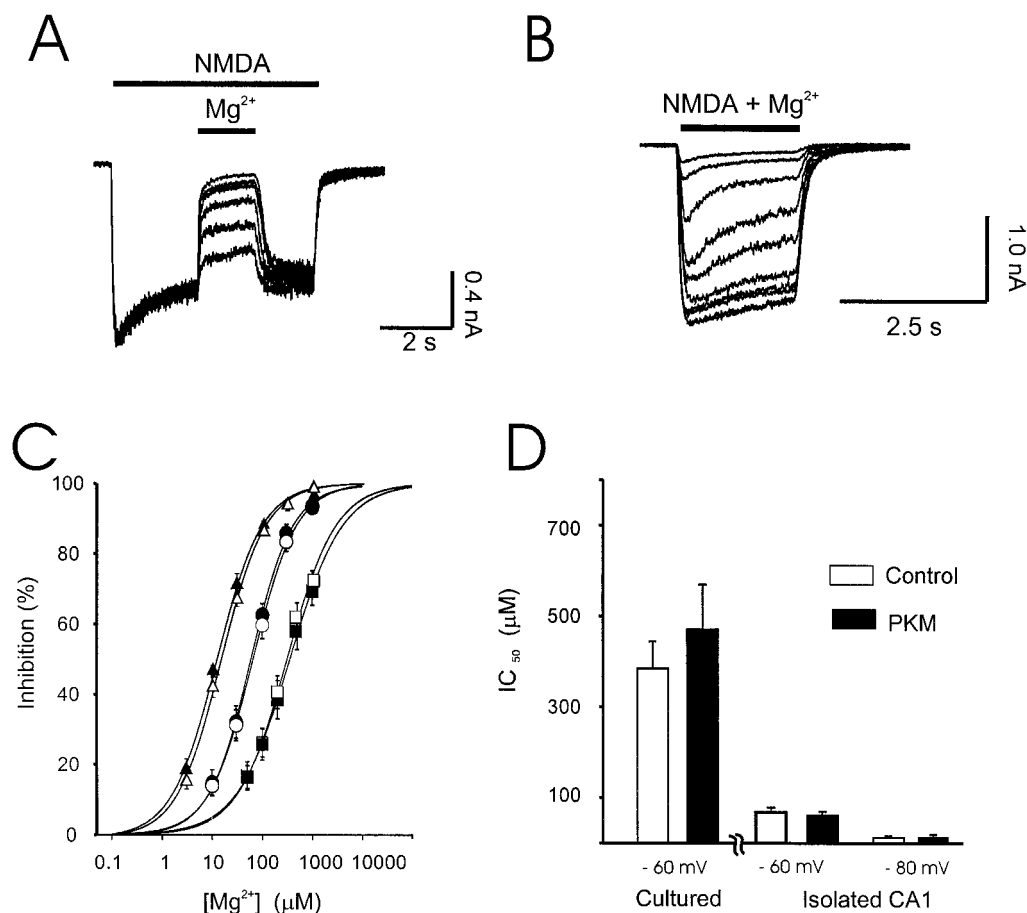 A
NMDA
Mg2+
0.4 nA
2 s
B
NMDA + Mg2+
1.0 nA
2.5 s
C
Inhibition (%)
100
80
60
40
20
0
0.1 1 10 100 1000 10000
[Mg2+] (μM)
D
IC 50 (μM)
700
500
300
100
Control
PKM
- 60 mV - 60 mV - 80 mV
Cultured Isolated CA1